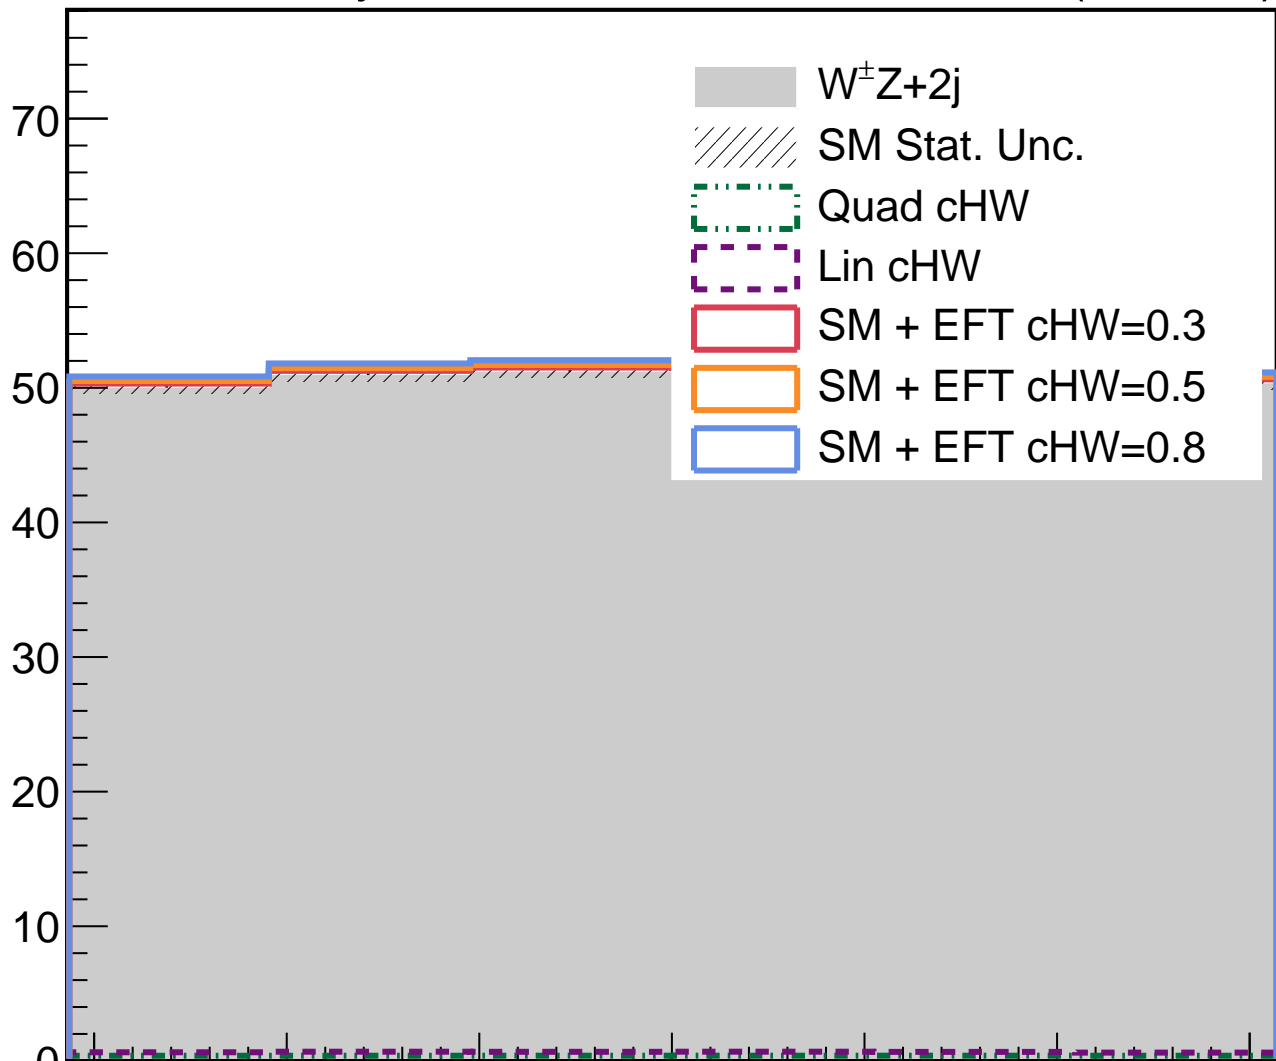 W±Z+2j
SM Stat. Unc.
Quad cHW
Lin cHW
SM + EFT cHW=0.3
SM + EFT cHW=0.5
SM + EFT cHW=0.8
70
60
50
40
30
20
10
0